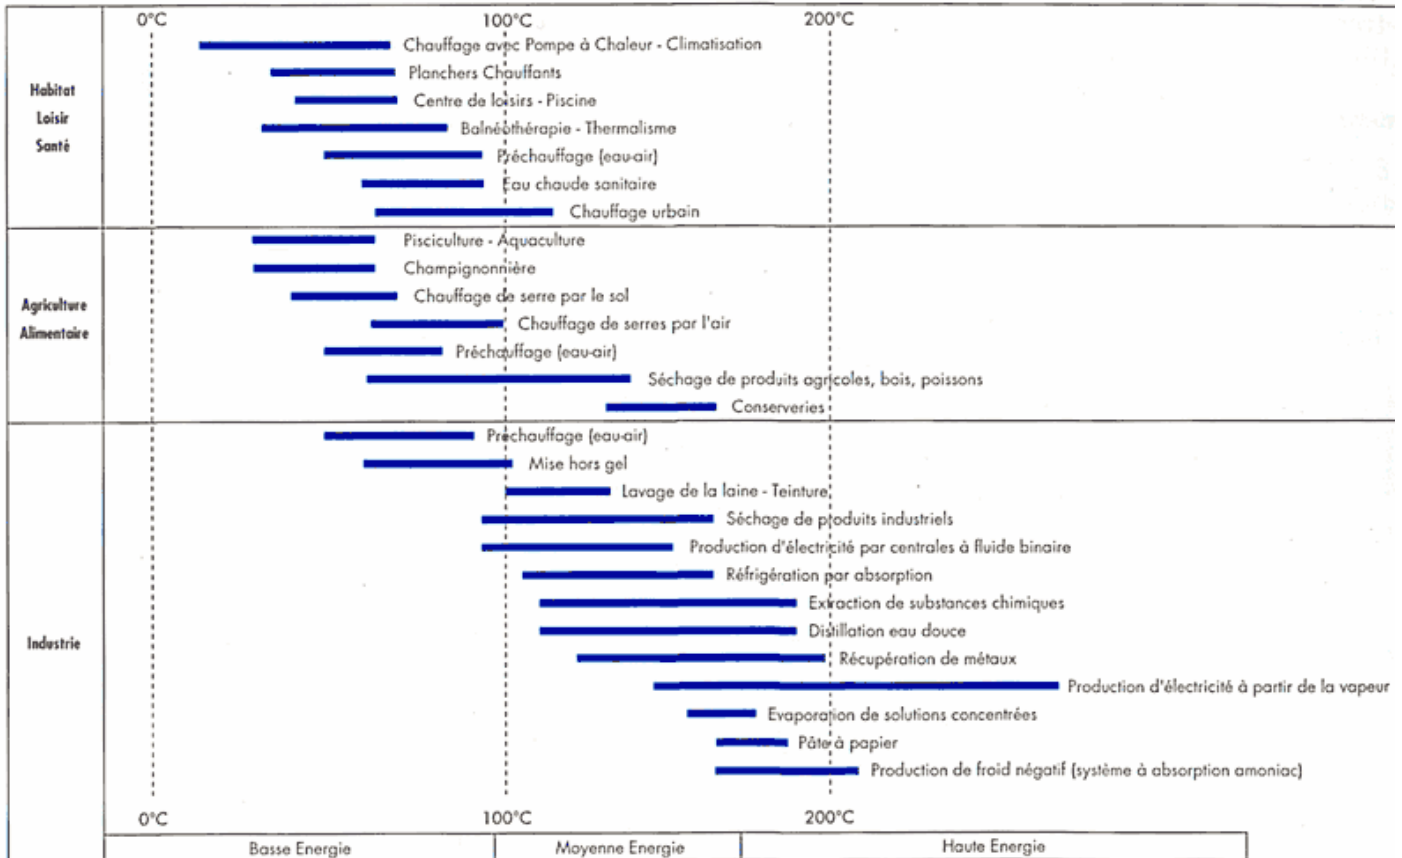 0°C 100°C 200°C
Habitat
Loisir
Santé
Chauffage avec Pompe à Chaleur - Climatisation
Planchers Chauffants
Centre de loisirs - Piscine
Balnéothérapie - Thermalisme
Préchauffage (eau-air)
Eau chaude sanitaire
Chauffage urbain
Agriculture
Alimentaire
Pisciculture - Aquaculture
Champignonnière
Chauffage de serre par le sol
Chauffage de serres par l'air
Préchauffage (eau-air)
Séchage de produits agricoles, bois, poissons
Conserveries
Industrie
Préchauffage (eau-air)
Mise hors gel
Lavage de la laine - Teinture
Séchage de produits industriels
Production d'électricité par centrales à fluide binaire
Réfrigération par absorption
Extraction de substances chimiques
Distillation eau douce
Récupération de métaux
Production d'électricité à partir de la vapeur
Evaporation de solutions concentrées
Pâte à papier
Production de froid négatif (système à absorption amoniac)
0°C 100°C 200°C
Basse Energie Moyenne Energie Haute Energie